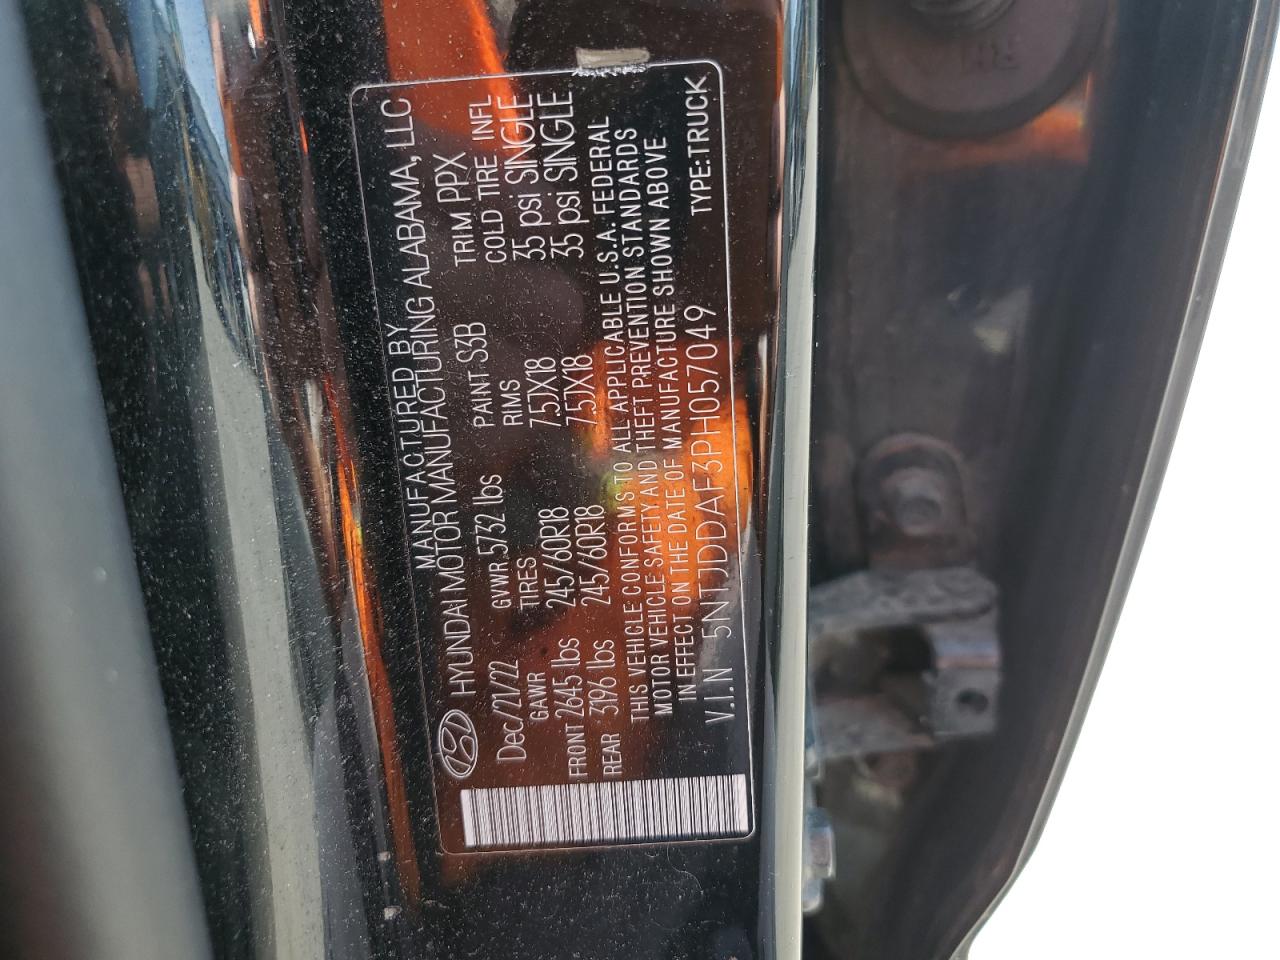 MANUFACTURED BY
HYUNDAI MOTOR MANUFACTURING ALABAMA, LLC
Dec/21/22 GVWR 5732 lbs PAINT S3B TRIM PPX
GAWR TIRES RIMS COLD TIRE INFL
FRONT 2645 lbs 245/60R18 7.5JX18 35 psi SINGLE
REAR 3196 lbs 245/60R18 7.5JX18 35 psi SINGLE
THIS VEHICLE CONFORMS TO ALL APPLICABLE U.S.A. FEDERAL
MOTOR VEHICLE SAFETY AND THEFT PREVENTION STANDARDS
IN EFFECT ON THE DATE OF MANUFACTURE SHOWN ABOVE
V.I.N 5NTJDDAF3PH057049 TYPE:TRUCK